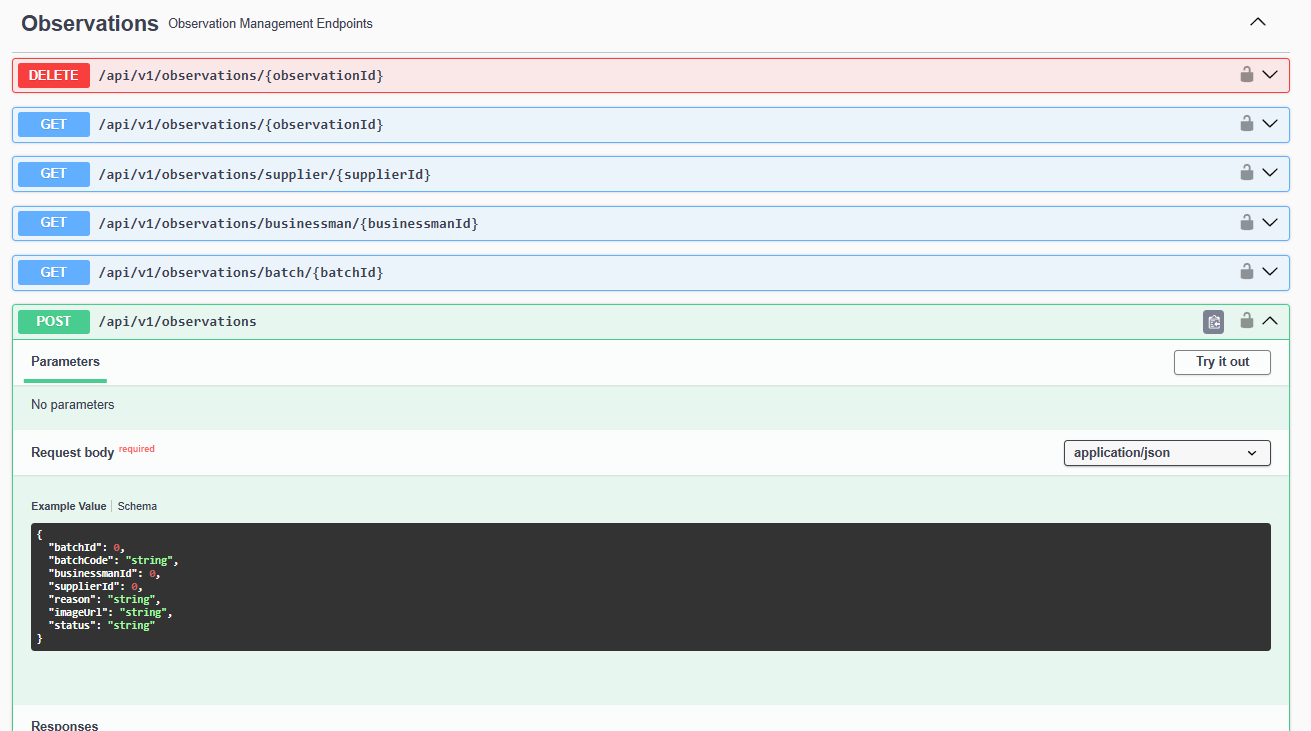 Observations Observation Management Endpoints
DELETE /api/v1/observations/{observationId}
GET /api/v1/observations/{observationId}
GET /api/v1/observations/supplier/{supplierId}
GET /api/v1/observations/businessman/{businessmanId}
GET /api/v1/observations/batch/{batchId}
POST /api/v1/observations
Parameters Try it out
No parameters
Request body required application/json
Example Value Schema
{
"batchId": 0,
"batchCode": "string",
"businessmanId": 0,
"supplierId": 0,
"reason": "string",
"imageUrl": "string",
"status": "string"
}
Responses